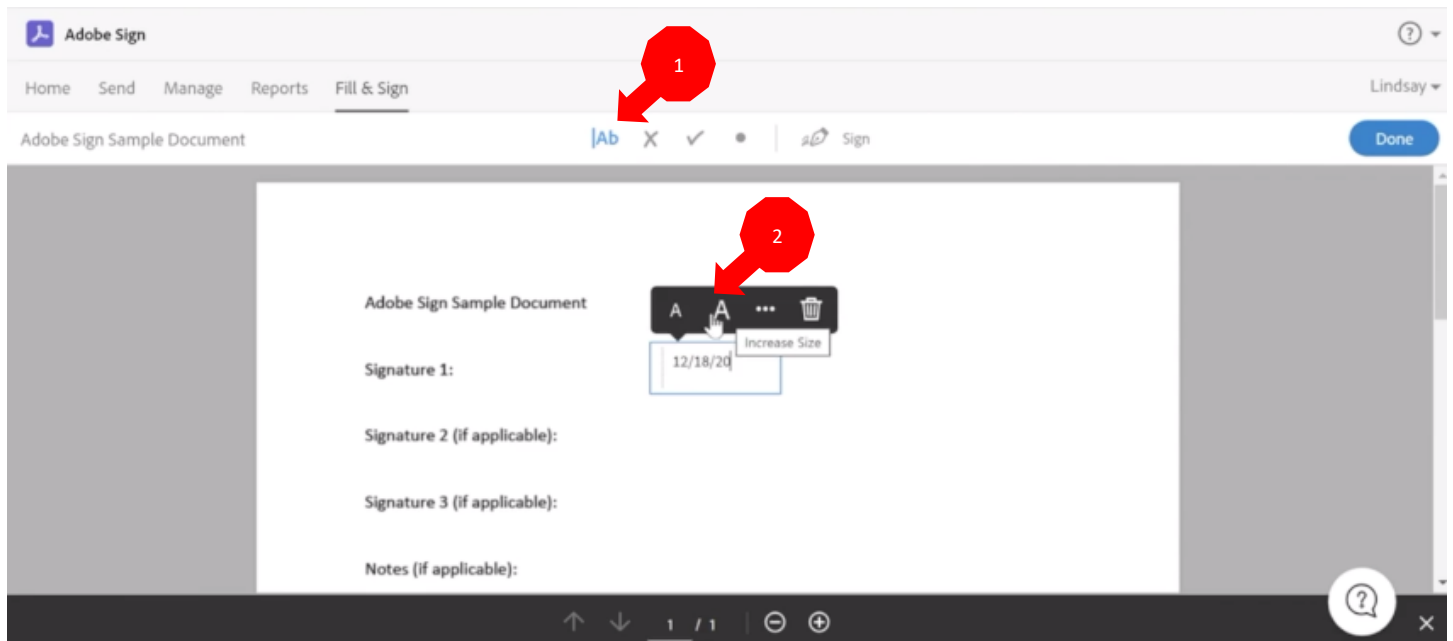 Adobe Sign
1
Home Send Manage Reports Fill & Sign Lindsay
Adobe Sign Sample Document |Ab Sign Done
2
Adobe Sign Sample Document A A
Increase Size
Signature 1: 12/18/20
Signature 2 (if applicable):
Signature 3 (if applicable):
Notes (if applicable):
1 / 1